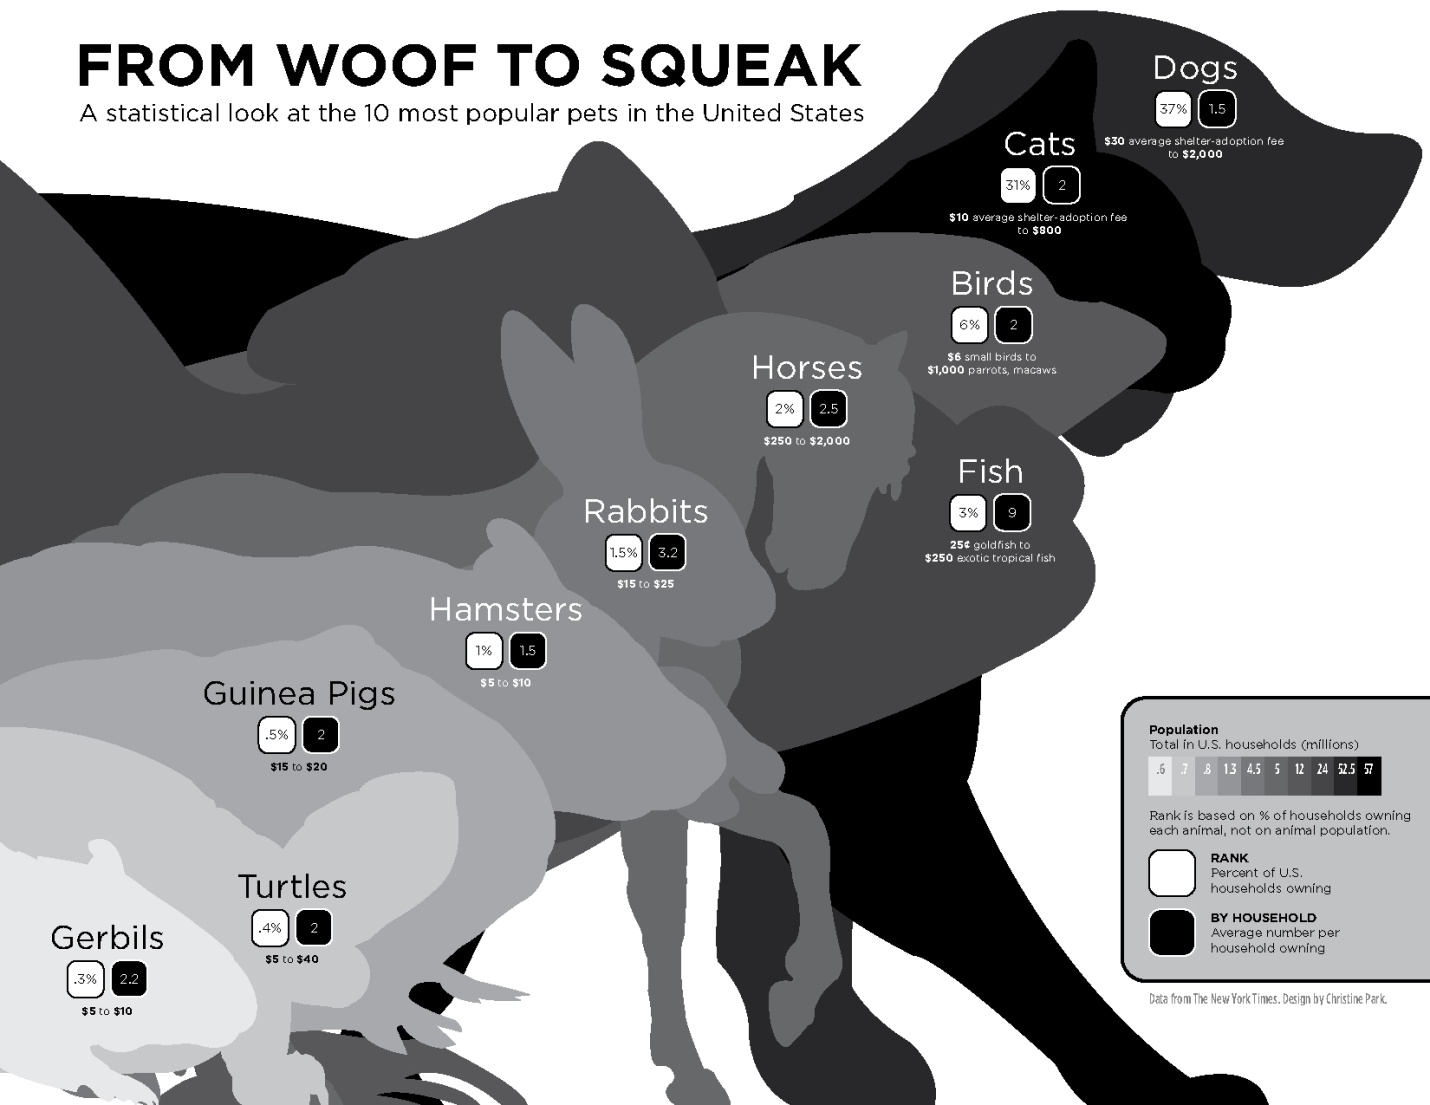 FROM WOOF TO SQUEAK
A statistical look at the 10 most popular pets in the United States
Dogs
37% 1.5
$30 average shelter-adoption fee
to $2,000
Cats
31% 2
$10 average shelter-adoption fee
to $800
Birds
6% 2
$6 small birds to
$1,000 parrots, macaws
Horses
2% 2.5
$250 to $2,000
Fish
3% 9
25¢ goldfish to
$250 exotic tropical fish
Rabbits
1.5% 3.2
$15 to $25
Hamsters
1% 1.5
$5 to $10
Guinea Pigs
.5% 2
$15 to $20
Turtles
.4% 2
$5 to $40
Gerbils
.3% 2.2
$5 to $10
Population
Total in U.S. households (millions)
.6 .7 .8 1.3 4.5 5 12 24 52.5 57
Rank is based on % of households owning
each animal, not on animal population.
RANK
Percent of U.S.
households owning
BY HOUSEHOLD
Average number per
household owning
Data from The New York Times. Design by Christine Park.